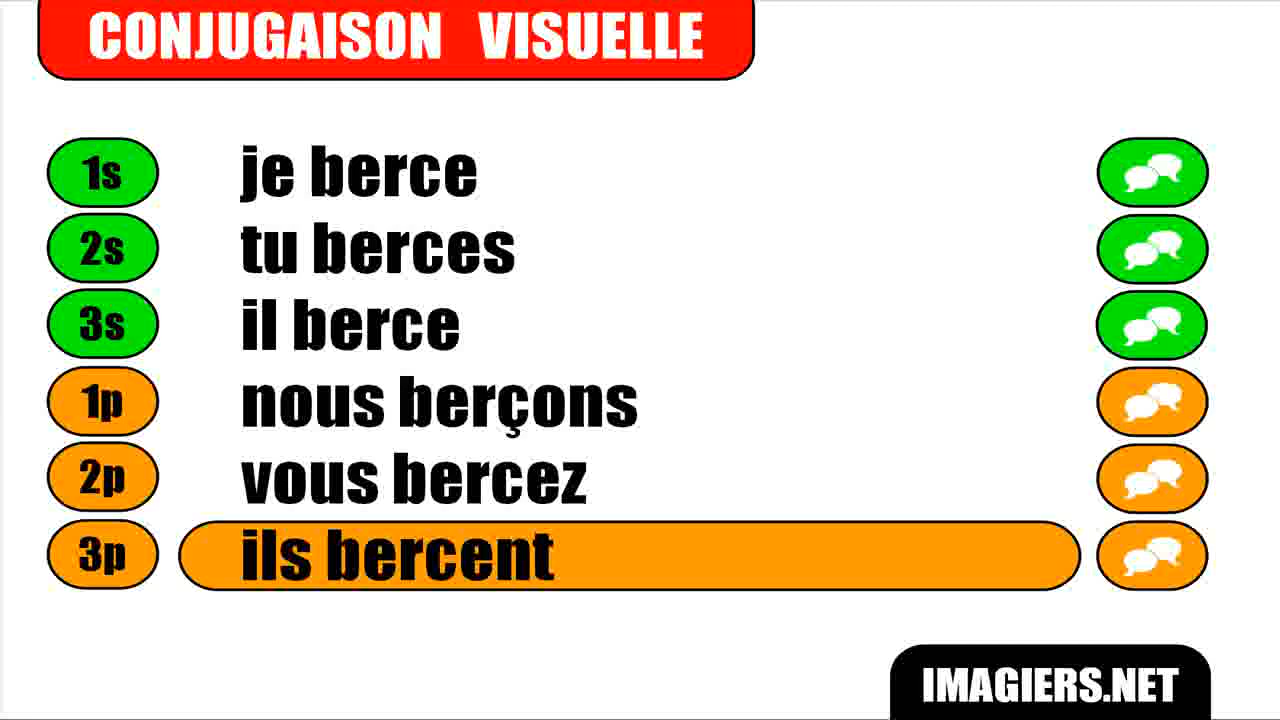 CONJUGAISON VISUELLE
1s je berce
2s tu berces
3s il berce
1p nous berçons
2p vous bercez
3p ils bercent
IMAGIERS.NET